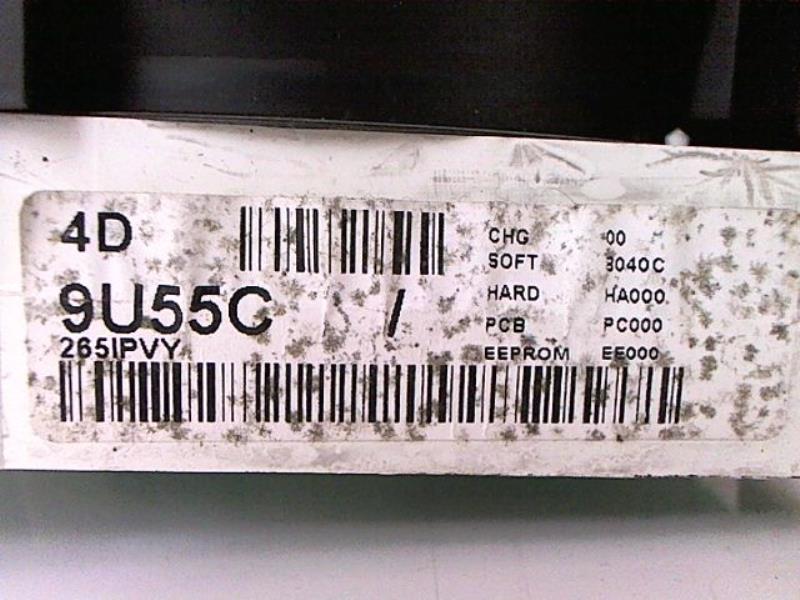 4D
9U55C /
265IPVY
CHG 00
SOFT 3040C
HARD HA000
PCB PC000
EEPROM EE000